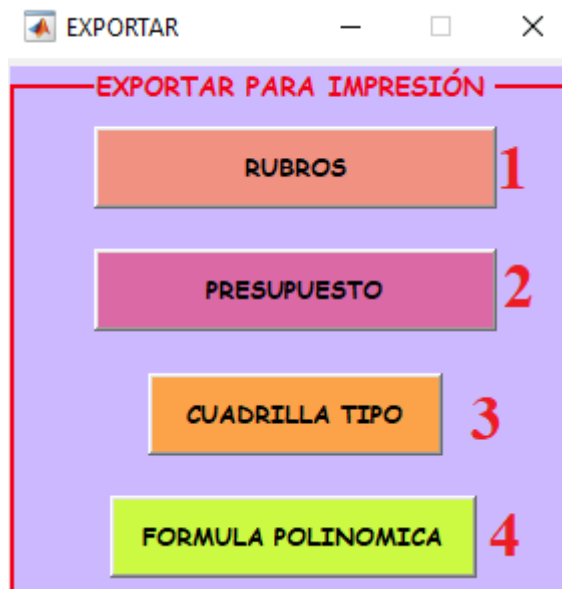 EXPORTAR
EXPORTAR PARA IMPRESIÓN
RUBROS 1
PRESUPUESTO 2
CUADRILLA TIPO 3
FORMULA POLINOMICA 4